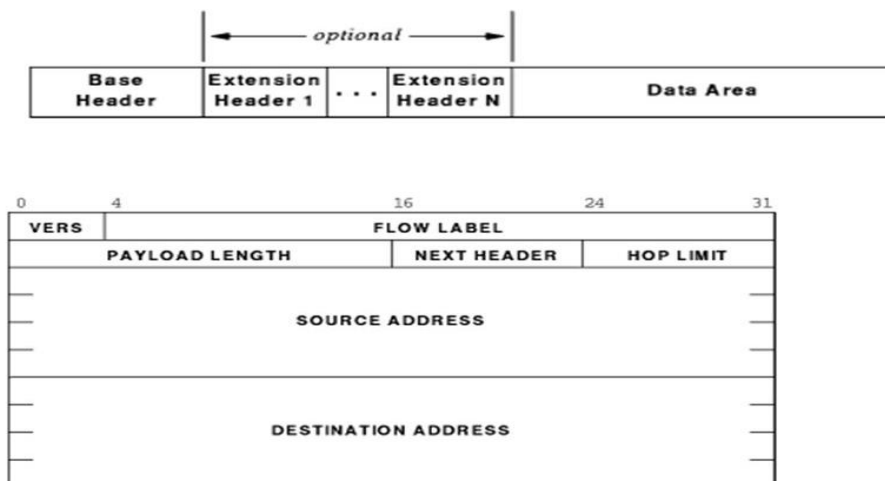 optional
Base Header Extension Header 1 ... Extension Header N Data Area
0 4 16 24 31
VERS FLOW LABEL
PAYLOAD LENGTH NEXT HEADER HOP LIMIT
SOURCE ADDRESS
DESTINATION ADDRESS